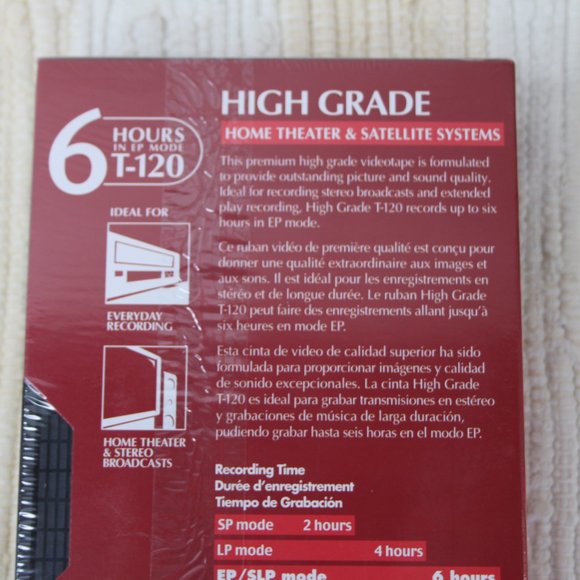 6 HOURS
IN EP MODE
T-120
IDEAL FOR
EVERYDAY
RECORDING
HOME THEATER
& STEREO
BROADCASTS
HIGH GRADE
HOME THEATER & SATELLITE SYSTEMS
This premium high grade videotape is formulated
to provide outstanding picture and sound quality.
Ideal for recording stereo broadcasts and extended
play recording, High Grade T-120 records up to six
hours in EP mode.
Ce ruban vidéo de première qualité est conçu pour
donner une qualité extraordinaire aux images et
aux sons. Il est idéal pour les enregistrements en
stéréo et de longue durée. Le ruban High Grade
T-120 peut faire des enregistrements allant jusqu'à
six heures en mode EP.
Esta cinta de video de calidad superior ha sido
formulada para proporcionar imágenes y calidad
de sonido excepcionales. La cinta High Grade
T-120 es ideal para grabar transmisiones en estéreo
y grabaciones de música de larga duración,
pudiendo grabar hasta seis horas en el modo EP.
Recording Time
Durée d'enregistrement
Tiempo de Grabación
SP mode 2 hours
LP mode 4 hours
EP/SLP mode 6 hours